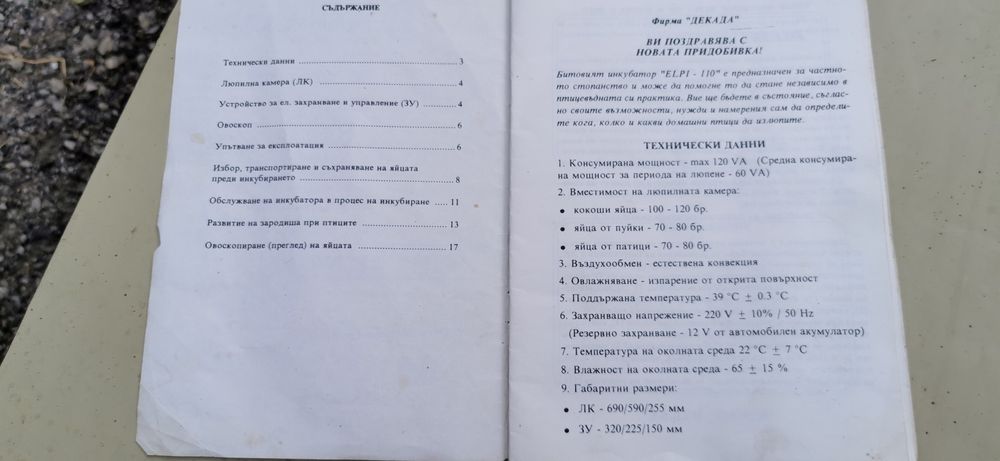 СЪДЪРЖАНИЕ
Технически данни 3
Люпилна камера (ЛК) 4
Устройство за ел. захранване и управление (ЗУ) 4
Овоскоп 6
Упътване за експлоатация 6
Избор, транспортиране и съхраняване на яйцата
преди инкубирането 8
Обслужване на инкубатора в процес на инкубиране ..... 11
Развитие на зародиша при птиците 13
Овоскопиране (преглед) на яйцата 17
Фирма "ДЕКАДА"
ВИ ПОЗДРАВЯВА С
НОВАТА ПРИДОБИВКА!
Битовият инкубатор "ELPI - 110" е предназначен за частно-
то стопанство и може да помогне то да стане независимо в
птицевъдната си практика. Вие ще бъдете в състояние, съглас-
но своите възможности, нужди и намерения сам да определи-
те кога, колко и какви домашни птици да излюпите.
ТЕХНИЧЕСКИ ДАННИ
1. Консумирана мощност - max 120 VA (Средна консумира-
на мощност за периода на люпене - 60 VA)
2. Вместимост на люпилната камера:
• кокоши яйца - 100 - 120 бр.
• яйца от пуйки - 70 - 80 бр.
• яйца от патици - 70 - 80 бр.
3. Въздухообмен - естествена конвекция
4. Овлажняване - изпарение от открита повърхност
5. Поддържана температура - 39 °C ± 0.3 °C
6. Захранващо напрежение - 220 V ± 10% / 50 Hz
(Резервно захранване - 12 V от автомобилен акумулатор)
7. Температура на околната среда 22 °C ± 7 °C
8. Влажност на околната среда - 65 ± 15 %
9. Габаритни размери:
• ЛК - 690/590/255 мм
• ЗУ - 320/225/150 мм